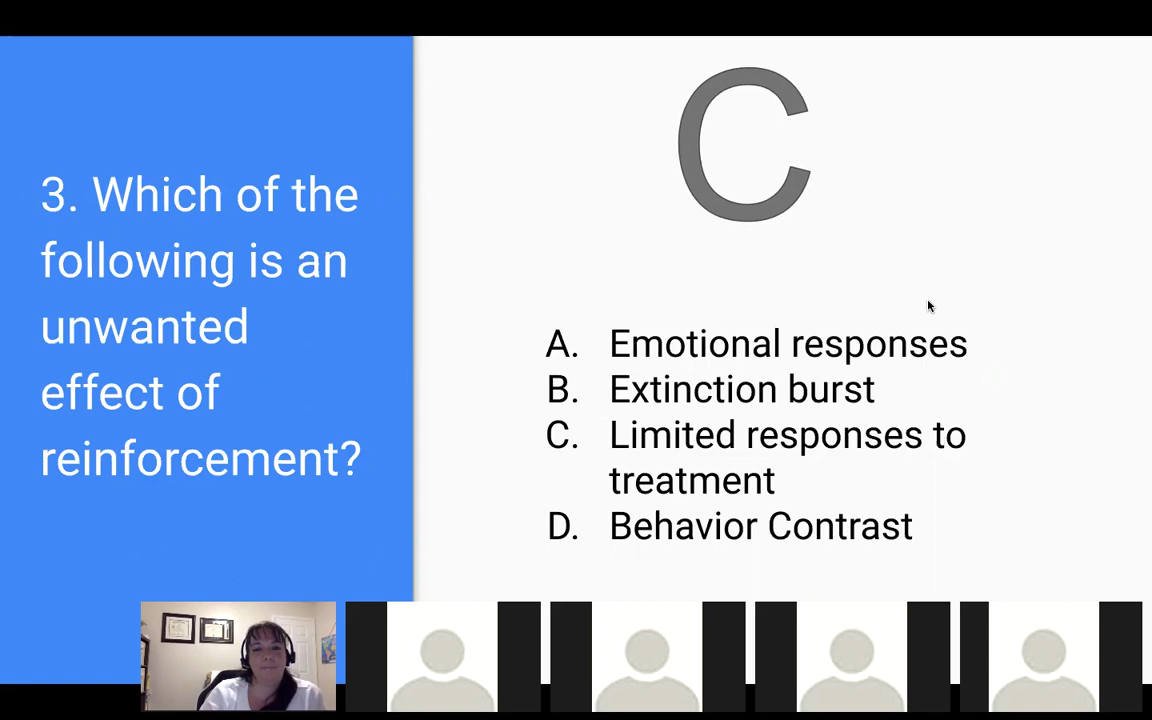 3. Which of the
following is an
unwanted
effect of
reinforcement?
C
A. Emotional responses
B. Extinction burst
C. Limited responses to
treatment
D. Behavior Contrast